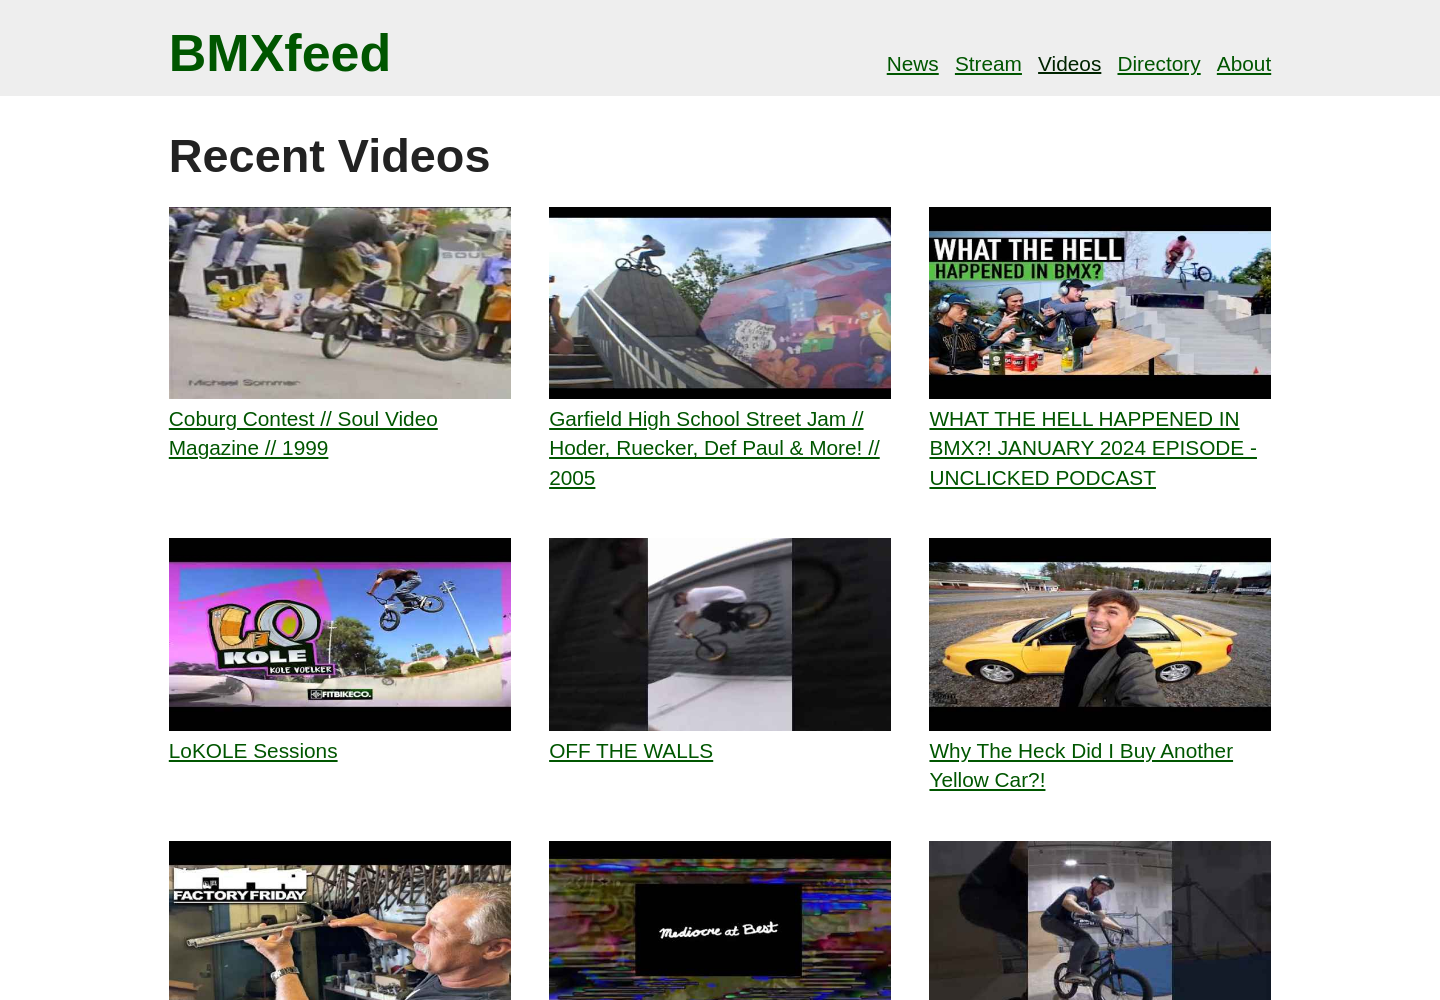 BMXfeed
News Stream Videos Directory About
Recent Videos
SOUL
Michael Sommer
WHAT THE HELL
HAPPENED IN BMX?
Coburg Contest // Soul Video
Magazine // 1999
Garfield High School Street Jam //
Hoder, Ruecker, Def Paul & More! //
2005
WHAT THE HELL HAPPENED IN
BMX?! JANUARY 2024 EPISODE -
UNCLICKED PODCAST
LO
KOLE
KOLE VOELKER
FITBIKECO.
LoKOLE Sessions
OFF THE WALLS
Why The Heck Did I Buy Another
Yellow Car?!
FACTORY FRIDAY
Mediocre at Best